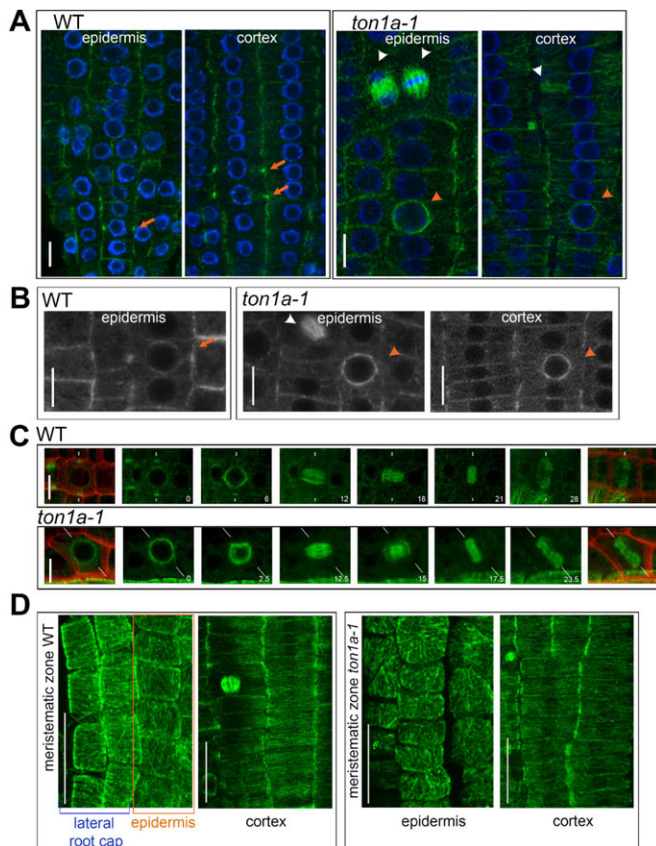 A
WT
epidermis
cortex
ton1a-1
epidermis
cortex
B
WT
epidermis
ton1a-1
epidermis
cortex
C
WT
0
6
12
18
21
28
ton1a-1
0
2.5
12.5
15
17.5
23.5
D
meristematic zone WT
lateral root cap
epidermis
cortex
meristematic zone ton1a-1
epidermis
cortex